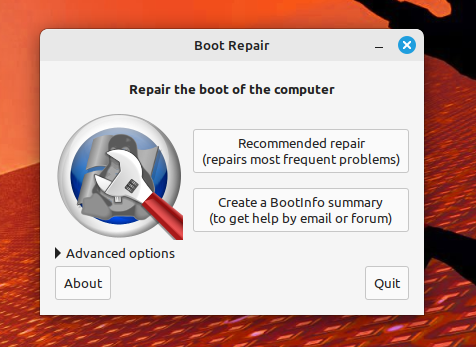 Boot Repair
Repair the boot of the computer
Recommended repair
(repairs most frequent problems)
Create a BootInfo summary
(to get help by email or forum)
Advanced options
About
Quit